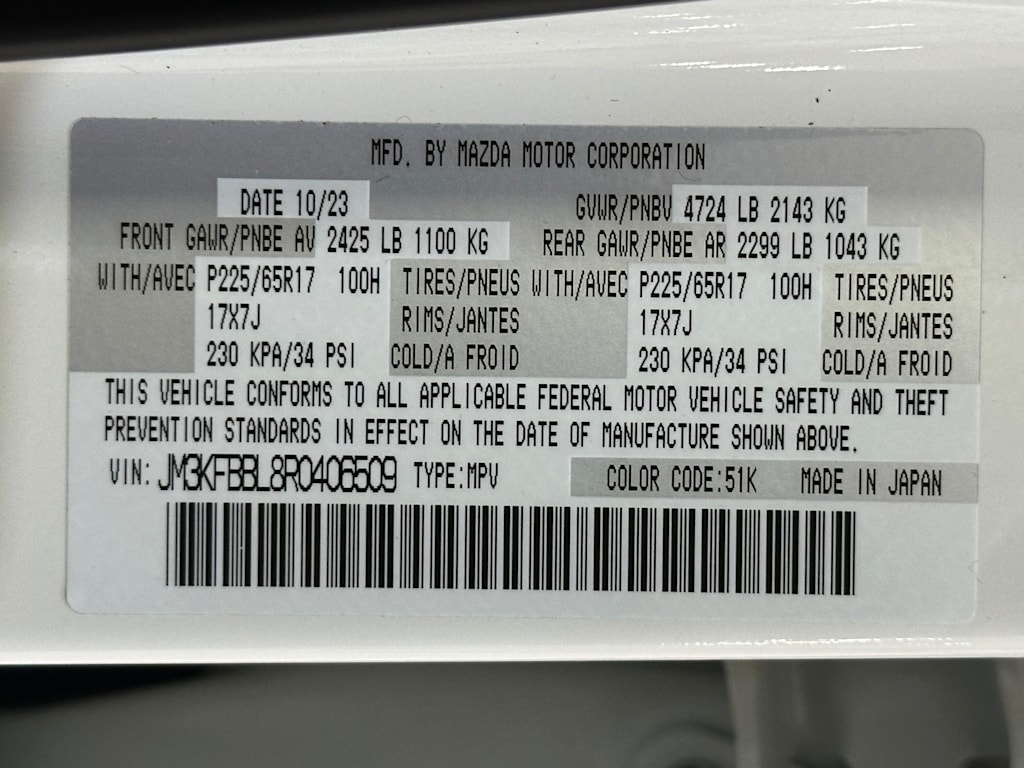 MFD. BY MAZDA MOTOR CORPORATION
DATE 10/23 GVWR/PNBV 4724 LB 2143 KG
FRONT GAWR/PNBE AV 2425 LB 1100 KG REAR GAWR/PNBE AR 2299 LB 1043 KG
WITH/AVEC P225/65R17 100H TIRES/PNEUS WITH/AVEC P225/65R17 100H TIRES/PNEUS
17X7J RIMS/JANTES 17X7J RIMS/JANTES
230 KPA/34 PSI COLD/A FROID 230 KPA/34 PSI COLD/A FROID
THIS VEHICLE CONFORMS TO ALL APPLICABLE FEDERAL MOTOR VEHICLE SAFETY AND THEFT
PREVENTION STANDARDS IN EFFECT ON THE DATE OF MANUFACTURE SHOWN ABOVE.
VIN: JM3KFBBL8R0406509 TYPE:MPV COLOR CODE:51K MADE IN JAPAN